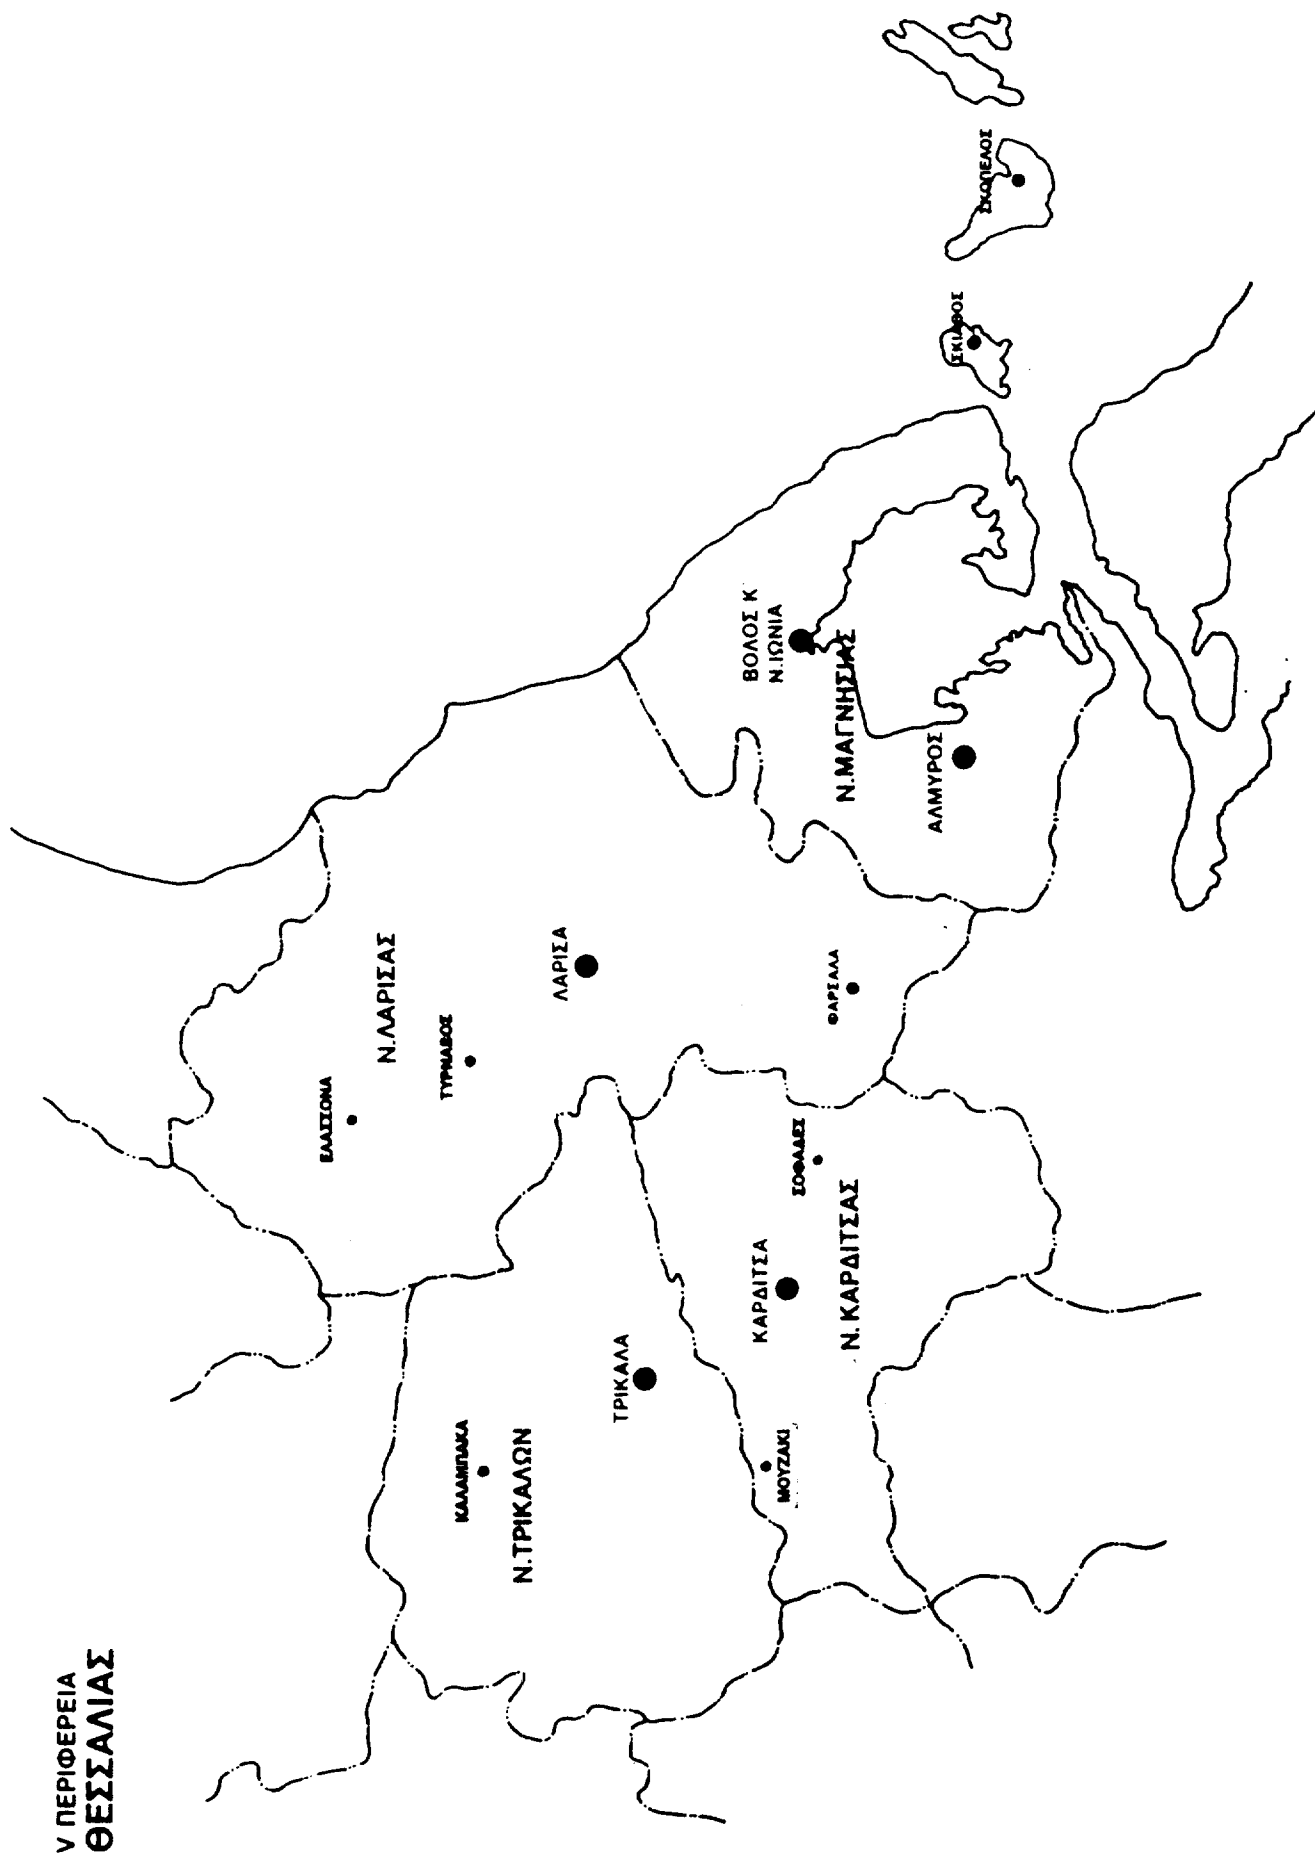 V ΠΕΡΙΦΕΡΕΙΑ
ΘΕΣΣΑΛΙΑΣ
ΕΛΑΣΣΟΝΑ
Ν.ΛΑΡΙΣΑΣ
ΤΥΡΝΑΒΟΣ
ΛΑΡΙΣΑ
ΦΑΡΣΑΛΑ
ΚΑΛΑΜΠΑΚΑ
Ν.ΤΡΙΚΑΛΩΝ
ΤΡΙΚΑΛΑ
ΚΑΡΔΙΤΣΑ
ΣΟΦΑΔΕΣ
ΜΟΥΖΑΚΙ
Ν.ΚΑΡΔΙΤΣΑΣ
ΒΟΛΟΣ Κ
Ν.ΙΩΝΙΑ
Ν.ΜΑΓΝΗΣΙΑΣ
ΑΛΜΥΡΟΣ
ΣΚΙΑΘΟΣ
ΣΚΟΠΕΛΟΣ